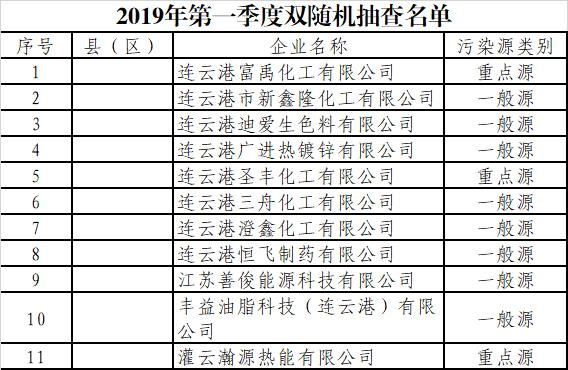 2019年第一季度双随机抽查名单
序号 县（区） 企业名称 污染源类别
1 连云港富禹化工有限公司 重点源
2 连云港市新鑫隆化工有限公司 一般源
3 连云港迪爱生色料有限公司 一般源
4 连云港广进热镀锌有限公司 一般源
5 连云港圣丰化工有限公司 重点源
6 连云港三舟化工有限公司 一般源
7 连云港澄鑫化工有限公司 一般源
8 连云港恒飞制药有限公司 一般源
9 江苏善俊能源科技有限公司 一般源
10 丰益油脂科技（连云港）有限 一般源
公司
11 灌云瀚源热能有限公司 重点源